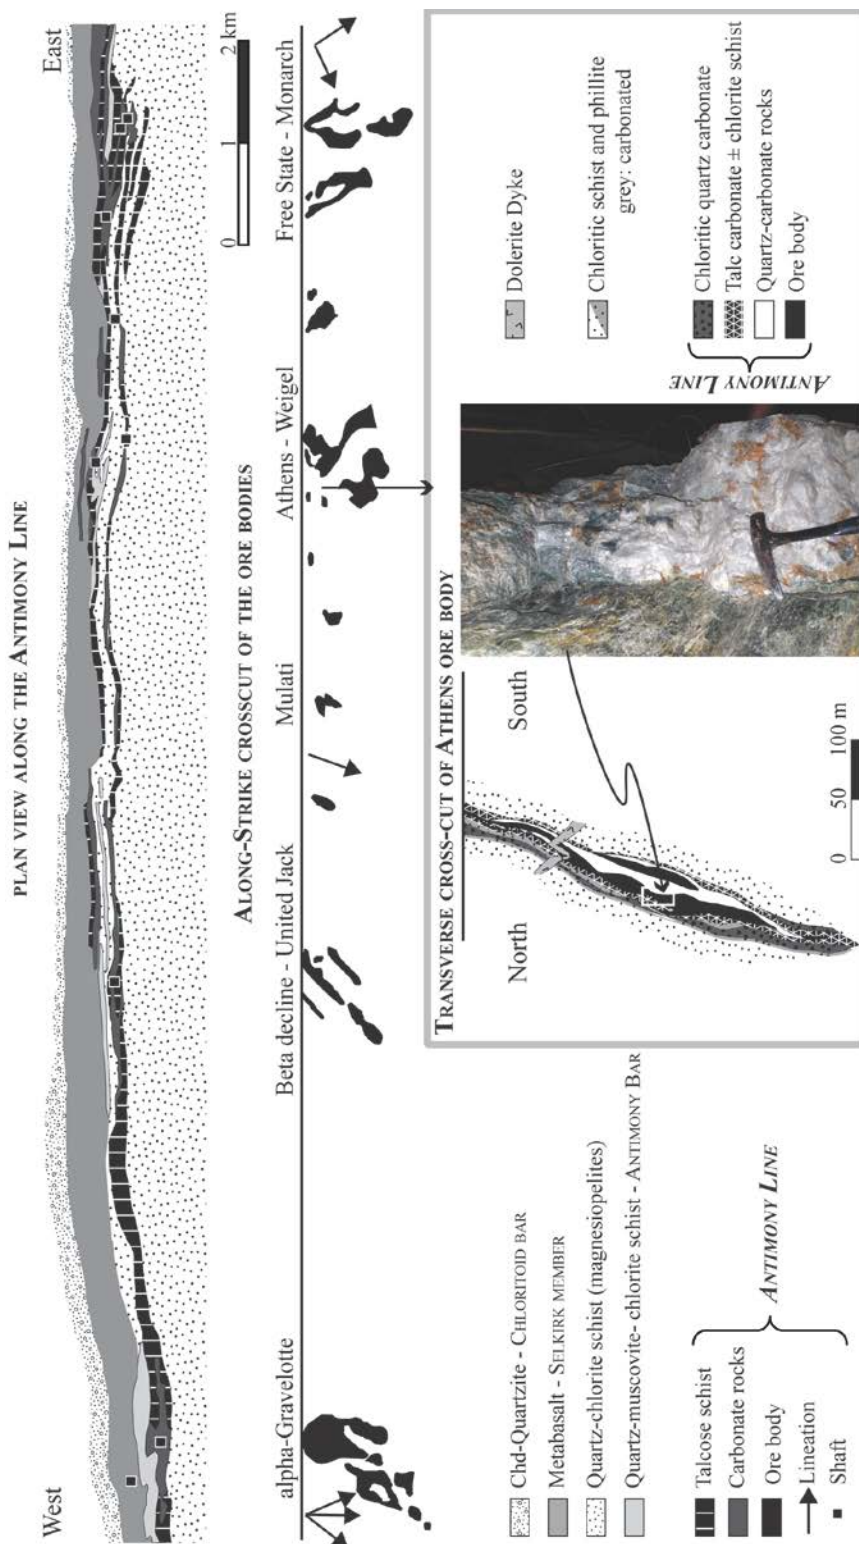 PLAN VIEW ALONG THE ANTIMONY LINE
West
East
0 1 2 km
ALONG-STRIKE CROSSCUT OF THE ORE BODIES
alpha-Gravelotte
Beta decline - United Jack
Mulati
Athens - Weigel
Free State - Monarch
Chd-Quartzite - CHLORITOID BAR
Metabasalt - SELKIRK MEMBER
Quartz-chlorite schist (magnesiopelites)
Quartz-muscovite- chlorite schist - ANTIMONY BAR
Talcose schist
Carbonate rocks
Ore body
ANTIMONY LINE
Lineation
Shaft
TRANSVERSE CROSS-CUT OF ATHENS ORE BODY
North
South
0 50 100 m
Dolerite Dyke
Chloritic schist and phillite
grey: carbonated
ANTIMONY LINE
Chloritic quartz carbonate
Talc carbonate ± chlorite schist
Quartz-carbonate rocks
Ore body